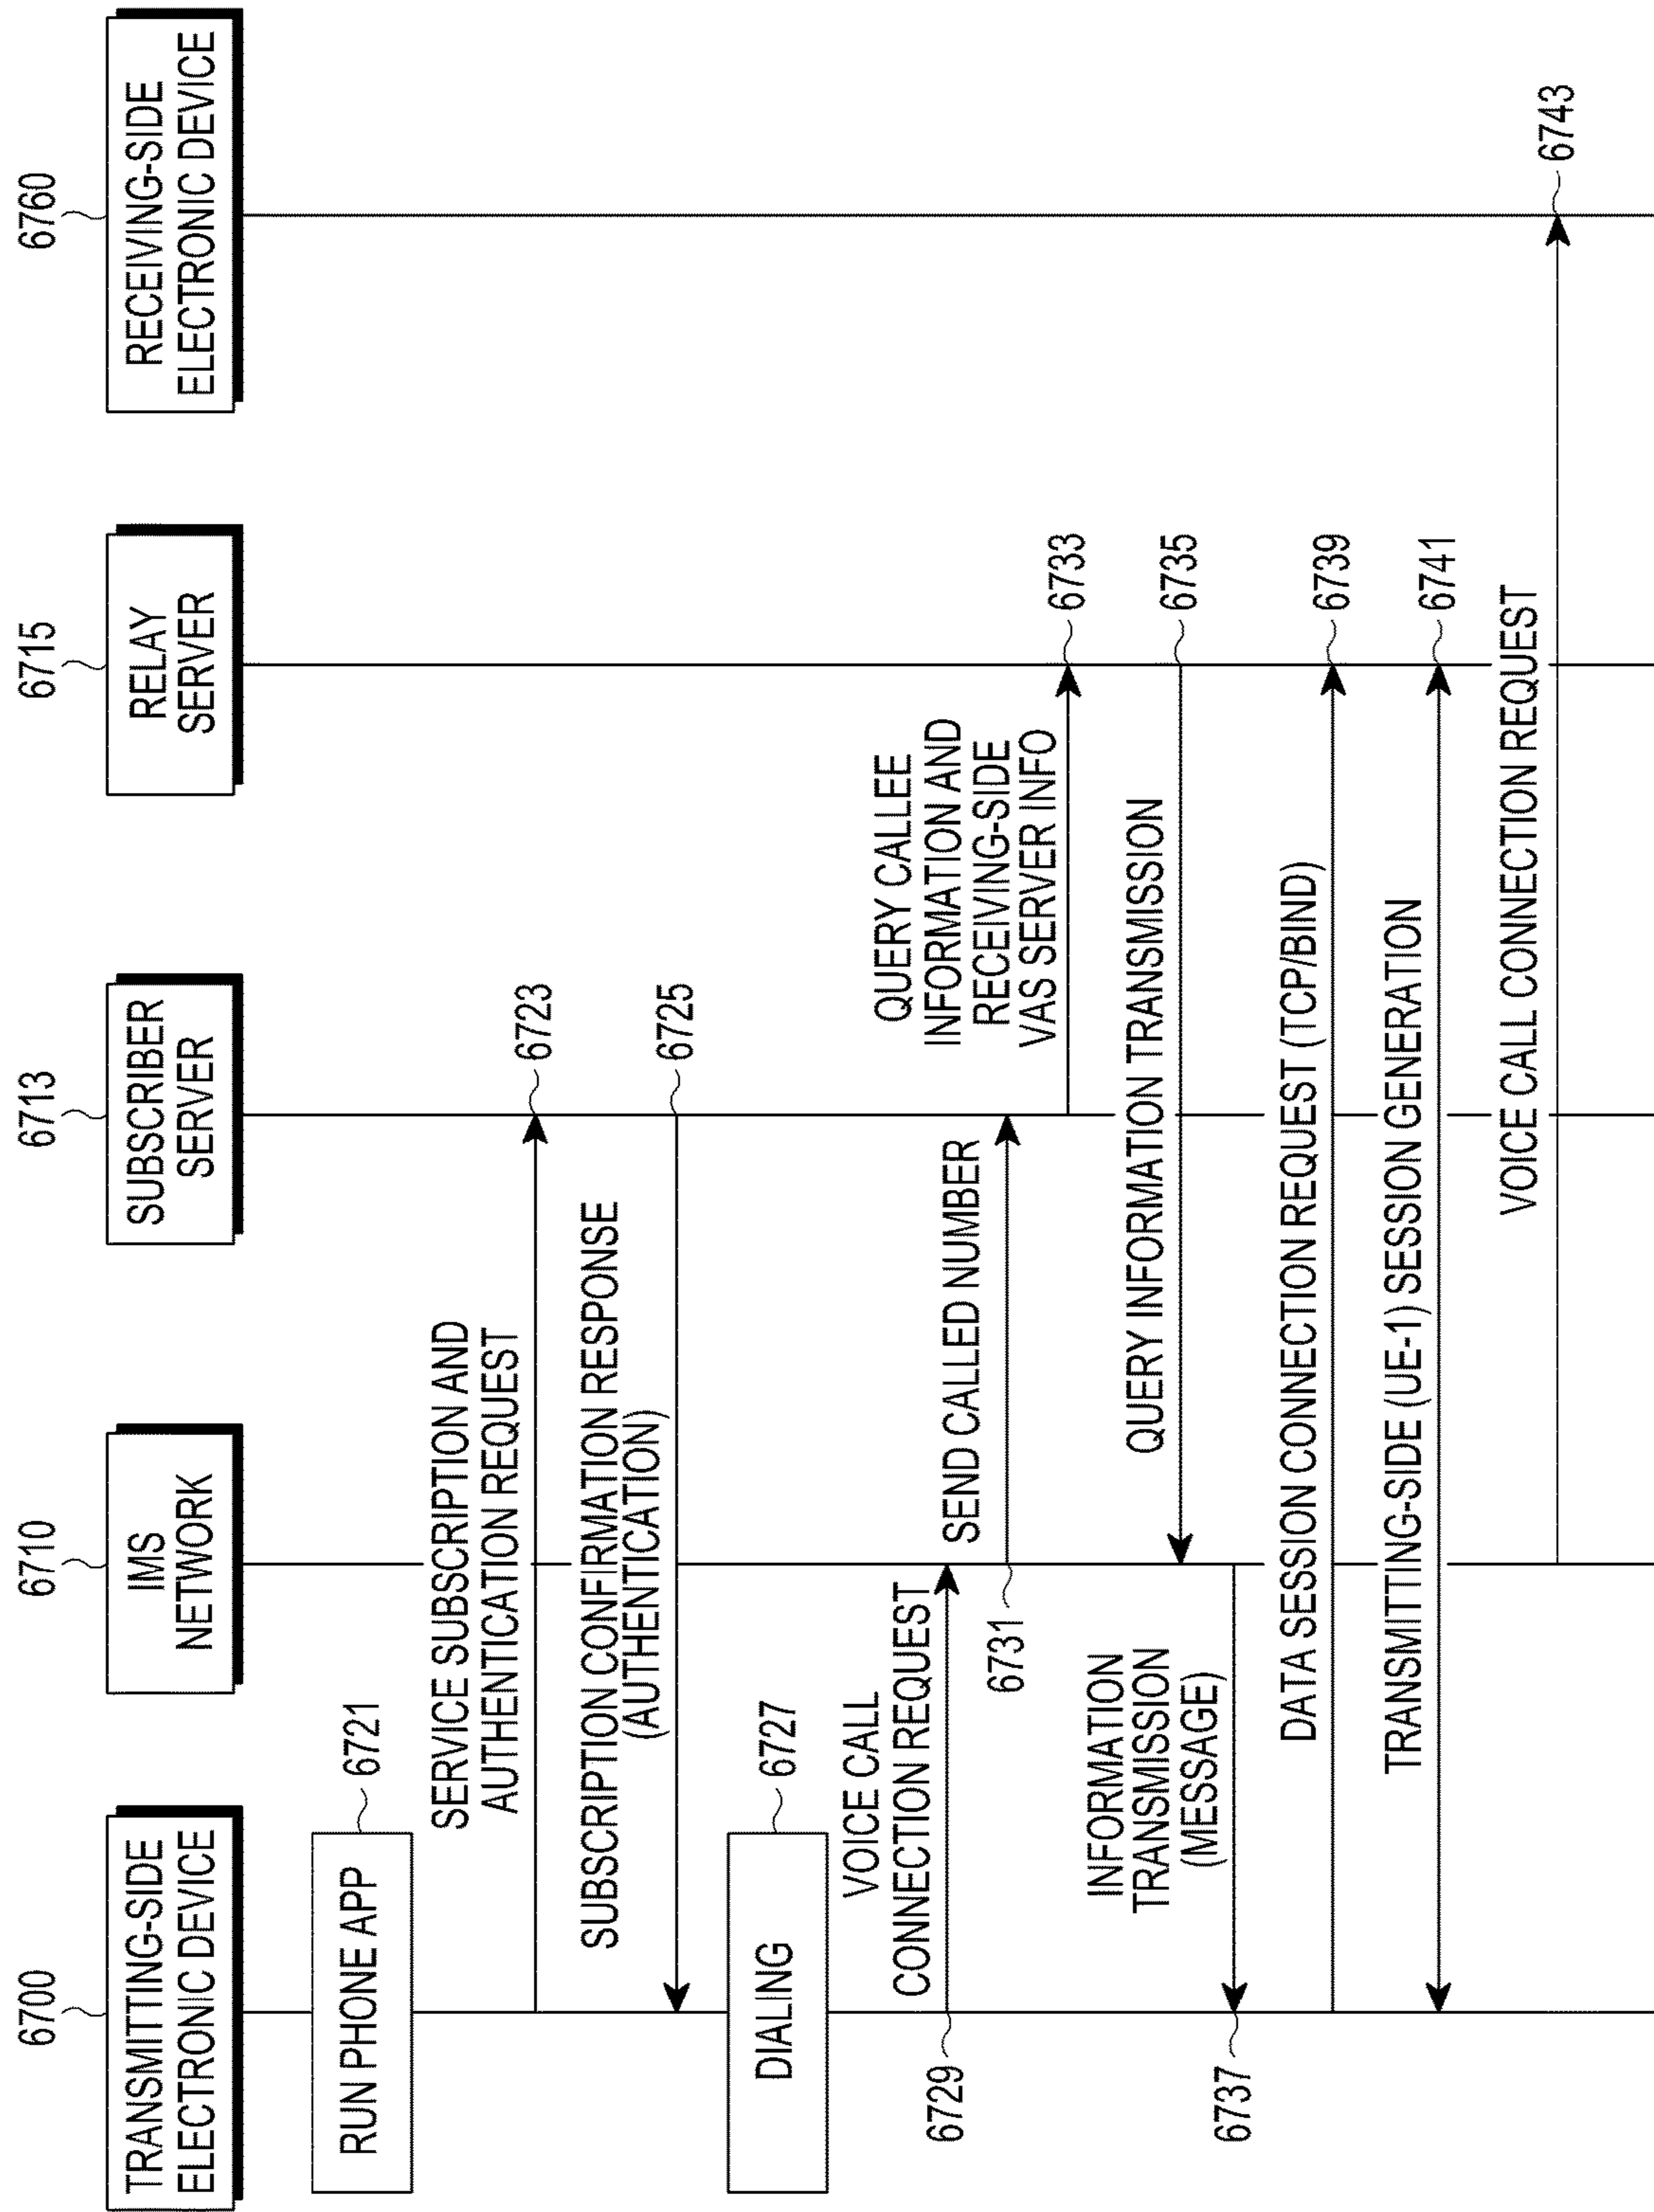 6700
6710
6713
6715
6760
TRANSMITTING-SIDE
ELECTRONIC DEVICE
IMS
NETWORK
SUBSCRIBER
SERVER
RELAY
SERVER
RECEIVING-SIDE
ELECTRONIC DEVICE
RUN PHONE APP
6721
SERVICE SUBSCRIPTION AND
AUTHENTICATION REQUEST
6723
SUBSCRIPTION CONFIRMATION RESPONSE
(AUTHENTICATION)
6725
DIALING
6727
VOICE CALL
CONNECTION REQUEST
6729
SEND CALLED NUMBER
6731
QUERY CALLEE
INFORMATION AND
RECEIVING-SIDE
VAS SERVER INFO
6733
QUERY INFORMATION TRANSMISSION
6735
INFORMATION
TRANSMISSION
(MESSAGE)
6737
DATA SESSION CONNECTION REQUEST (TCP/BIND)
6739
TRANSMITTING-SIDE (UE-1) SESSION GENERATION
6741
VOICE CALL CONNECTION REQUEST
6743